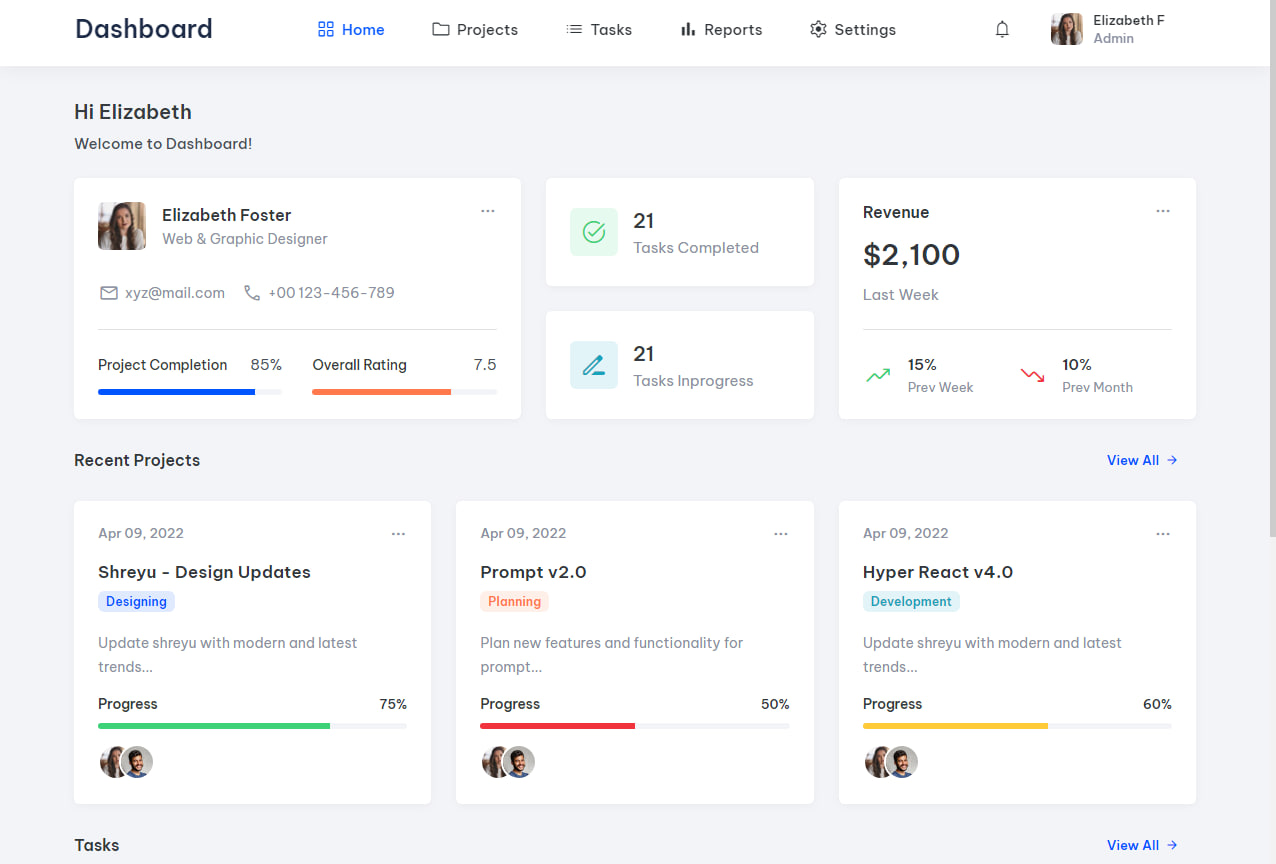 Dashboard
Home
Projects
Tasks
Reports
Settings
Elizabeth F
Admin
Hi Elizabeth
Welcome to Dashboard!
Elizabeth Foster
Web & Graphic Designer
xyz@mail.com
+00 123-456-789
Project Completion 85%
Overall Rating 7.5
21
Tasks Completed
21
Tasks Inprogress
Revenue
$2,100
Last Week
15%
Prev Week
10%
Prev Month
Recent Projects
View All
Apr 09, 2022
Shreyu - Design Updates
Designing
Update shreyu with modern and latest
trends...
Progress 75%
Apr 09, 2022
Prompt v2.0
Planning
Plan new features and functionality for
prompt...
Progress 50%
Apr 09, 2022
Hyper React v4.0
Development
Update shreyu with modern and latest
trends...
Progress 60%
Tasks
View All